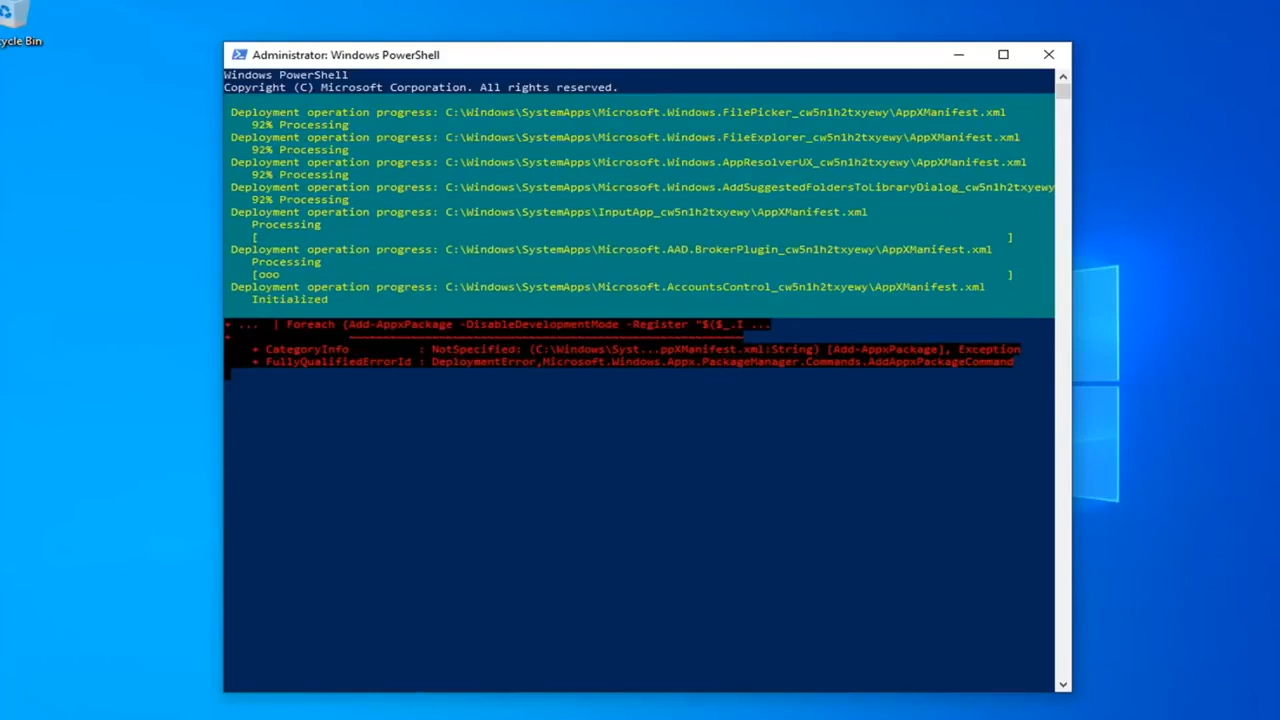 cycle Bin
Administrator: Windows PowerShell
Windows PowerShell
Copyright (C) Microsoft Corporation. All rights reserved.
Deployment operation progress: C:\Windows\SystemApps\Microsoft.Windows.FilePicker_cw5n1h2txyewy\AppXManifest.xml
92% Processing
Deployment operation progress: C:\Windows\SystemApps\Microsoft.Windows.FileExplorer_cw5n1h2txyewy\AppXManifest.xml
92% Processing
Deployment operation progress: C:\Windows\SystemApps\Microsoft.Windows.AppResolverUX_cw5n1h2txyewy\AppXManifest.xml
92% Processing
Deployment operation progress: C:\Windows\SystemApps\Microsoft.Windows.AddSuggestedFoldersToLibraryDialog_cw5n1h2txyewy
92% Processing
Deployment operation progress: C:\Windows\SystemApps\InputApp_cw5n1h2txyewy\AppXManifest.xml
Processing
[ ]
Deployment operation progress: C:\Windows\SystemApps\Microsoft.AAD.BrokerPlugin_cw5n1h2txyewy\AppXManifest.xml
Processing
[ooo ]
Deployment operation progress: C:\Windows\SystemApps\Microsoft.AccountsControl_cw5n1h2txyewy\AppXManifest.xml
Initialized
+ ... | Foreach {Add-AppxPackage -DisableDevelopmentMode -Register "$($_.I ...
+ ~~~~~~~~~~~~~~~~~~~~~~~~~~~~~~~~~~~~~~~~~~~~~~~~~~~~~~~~~
+ CategoryInfo : NotSpecified: (C:\Windows\Syst...ppXManifest.xml:String) [Add-AppxPackage], Exception
+ FullyQualifiedErrorId : DeploymentError,Microsoft.Windows.Appx.PackageManager.Commands.AddAppxPackageCommand